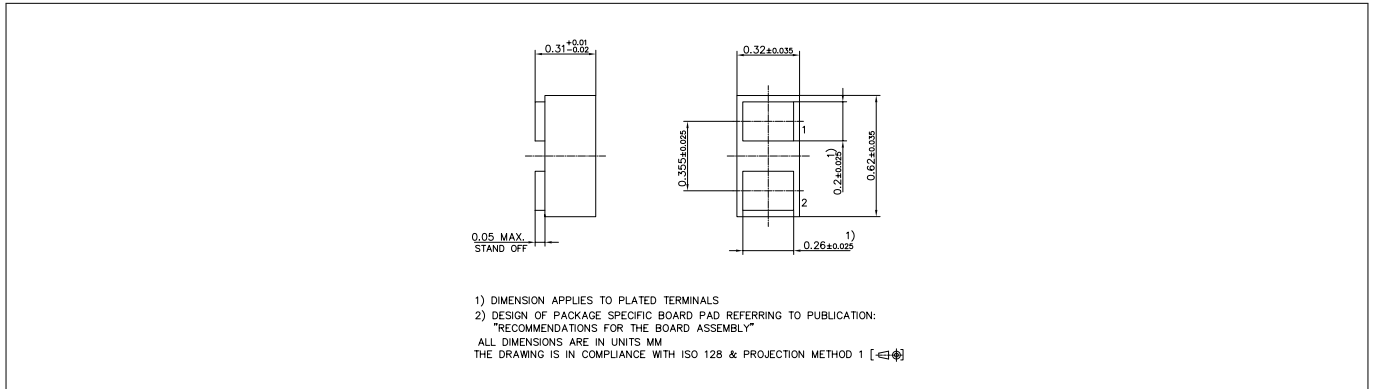 0.31+0.01-0.02
0.32±0.035
1
0.355±0.025
1)
0.2±0.025
0.62±0.035
2
0.05 MAX.
STAND OFF
1)
0.26±0.025
1) DIMENSION APPLIES TO PLATED TERMINALS
2) DESIGN OF PACKAGE SPECIFIC BOARD PAD REFERRING TO PUBLICATION:
"RECOMMENDATIONS FOR THE BOARD ASSEMBLY"
ALL DIMENSIONS ARE IN UNITS MM
THE DRAWING IS IN COMPLIANCE WITH ISO 128 & PROJECTION METHOD 1 [ ]